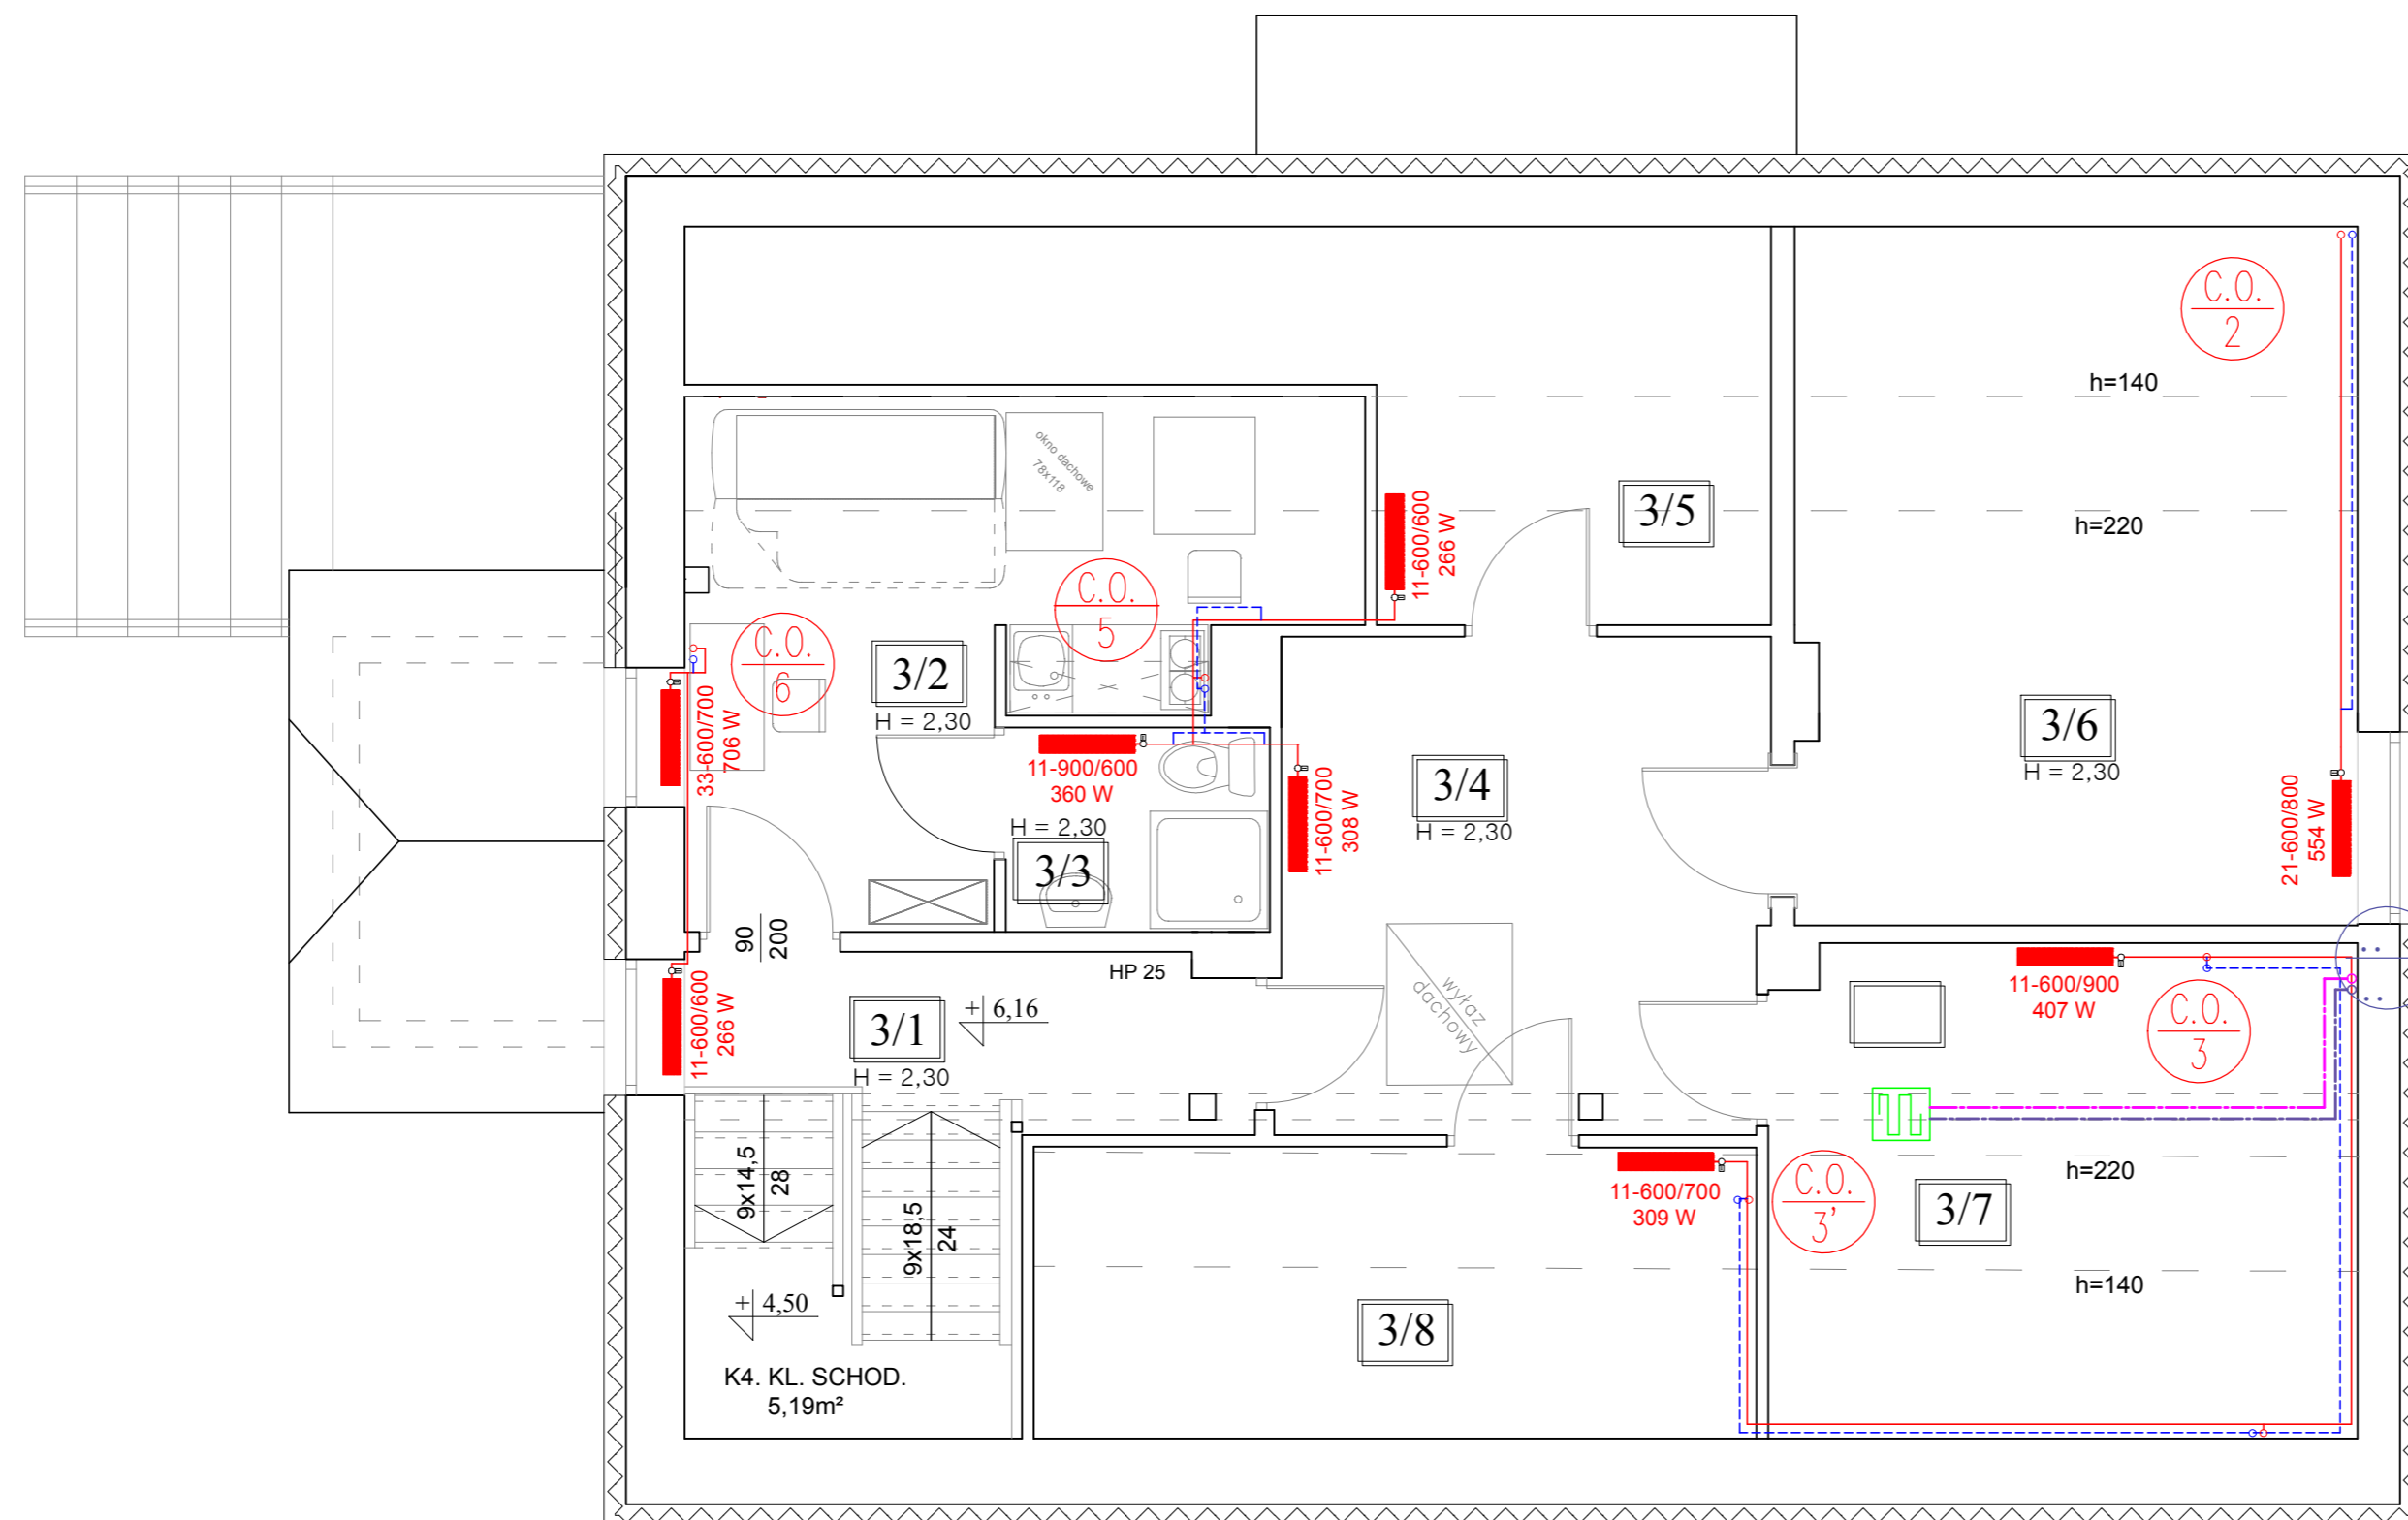 C.O.
2
h=140
okno dachowe
78x118
11-600/600
266 W
3/5
h=220
C.O.
5
C.O.
6
3/2
H = 2,30
33-600/700
706 W
11-900/600
360 W
H = 2,30
3/3
11-600/700
308 W
3/4
H = 2,30
3/6
H = 2,30
21-600/800
554 W
90
200
HP 25
11-600/600
266 W
3/1
+ 6,16
H = 2,30
wyłaz
dachowy
11-600/900
407 W
C.O.
3
9x14,5
28
9x18,5
24
11-600/700
309 W
C.O.
3'
h=220
3/7
h=140
+ 4,50
3/8
K4. KL. SCHOD.
5,19m²